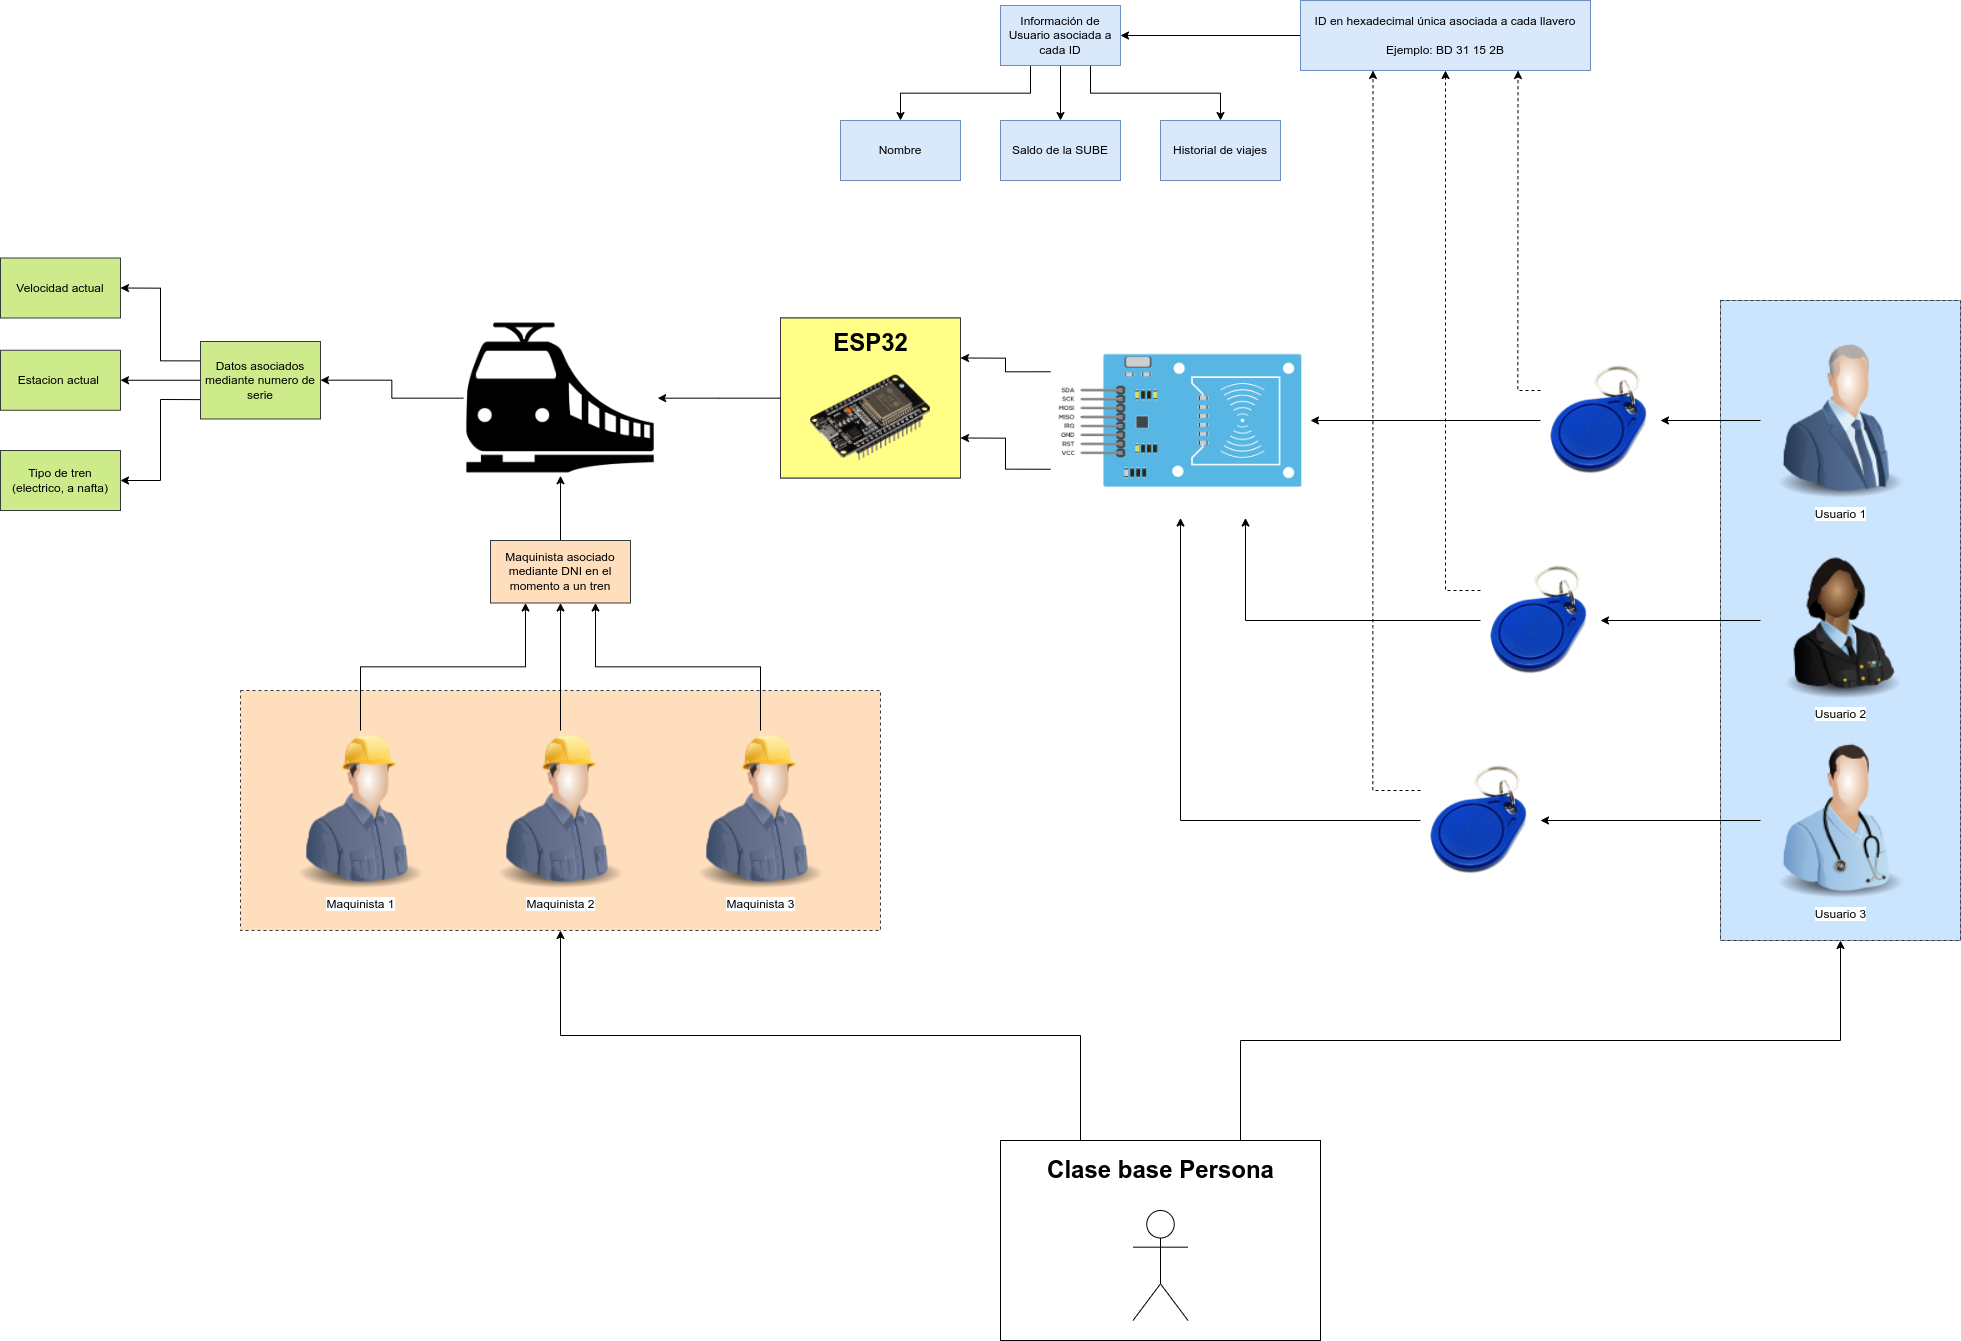 Información de
Usuario asociada a
cada ID
ID en hexadecimal única asociada a cada llavero
Ejemplo: BD 31 15 2B
Nombre
Saldo de la SUBE
Historial de viajes
Velocidad actual
Estacion actual
Tipo de tren
(electrico, a nafta)
Datos asociados
mediante numero de
serie
ESP32
SDA
SCK
MOSI
MISO
IRQ
GND
RST
VCC
Usuario 1
Maquinista asociado
mediante DNI en el
momento a un tren
Usuario 2
Maquinista 1
Maquinista 2
Maquinista 3
Usuario 3
Clase base Persona